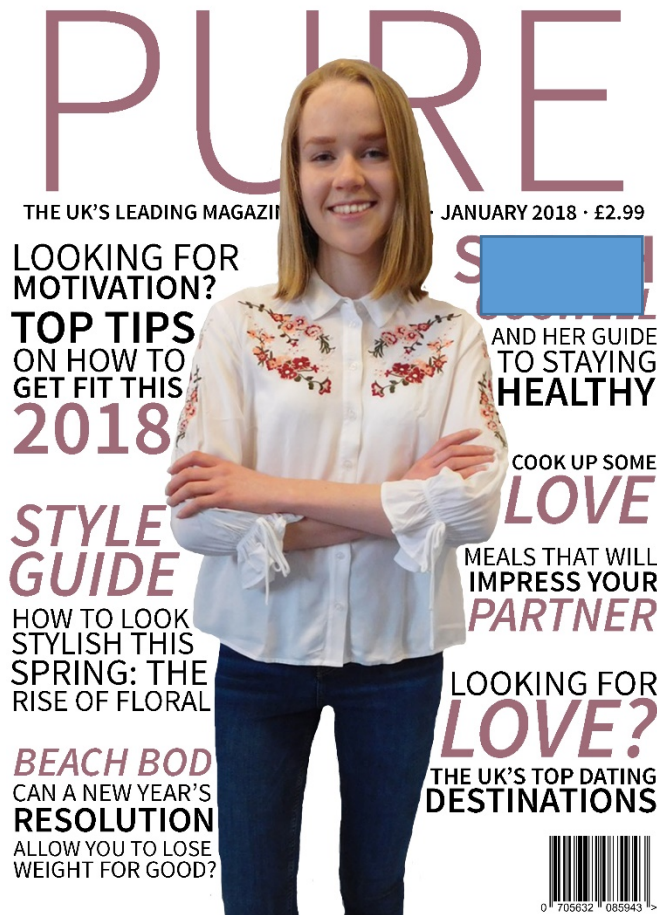 PURE
THE UK'S LEADING MAGAZIN · JANUARY 2018 · £2.99
LOOKING FOR
MOTIVATION?
TOP TIPS
ON HOW TO
GET FIT THIS
2018
STYLE
GUIDE
HOW TO LOOK
STYLISH THIS
SPRING: THE
RISE OF FLORAL
BEACH BOD
CAN A NEW YEAR'S
RESOLUTION
ALLOW YOU TO LOSE
WEIGHT FOR GOOD?
AND HER GUIDE
TO STAYING
HEALTHY
COOK UP SOME
LOVE
MEALS THAT WILL
IMPRESS YOUR
PARTNER
LOOKING FOR
LOVE?
THE UK'S TOP DATING
DESTINATIONS
0 705632 085943 >